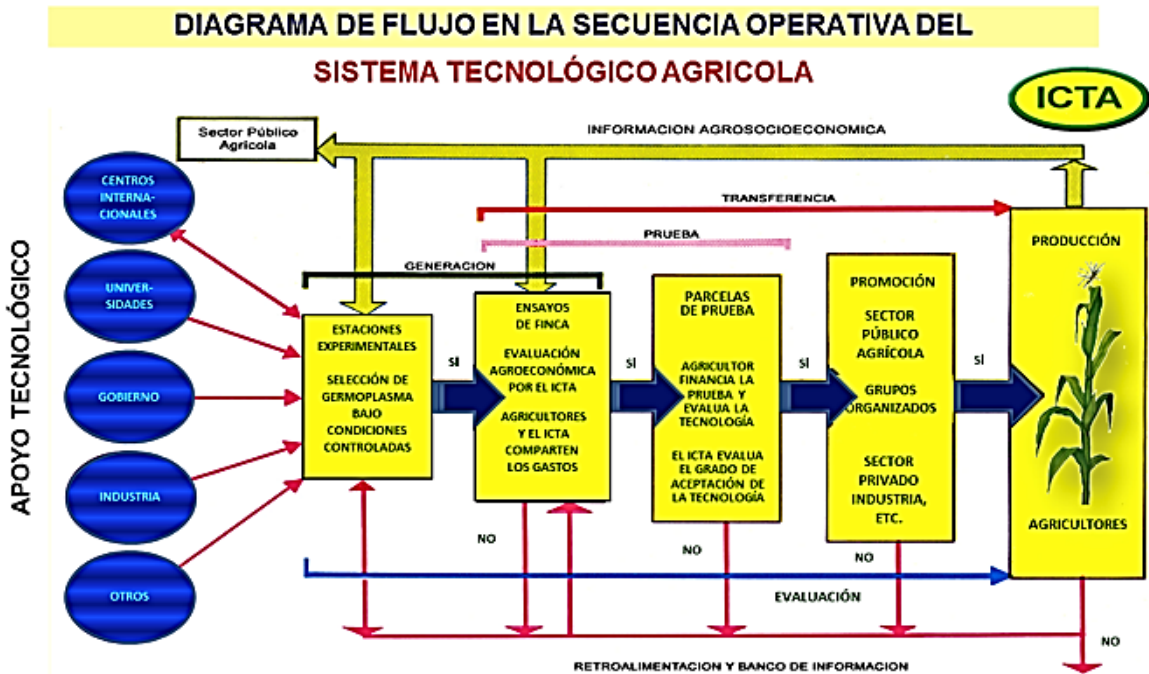 DIAGRAMA DE FLUJO EN LA SECUENCIA OPERATIVA DEL
SISTEMA TECNOLÓGICO AGRICOLA
ICTA
Sector Público
Agrícola
INFORMACION AGROSOCIOECONOMICA
APOYO TECNOLÓGICO
CENTROS
INTERNA-
CIONALES
UNIVER-
SIDADES
GOBIERNO
INDUSTRIA
OTROS
TRANSFERENCIA
PRUEBA
GENERACION
ESTACIONES
EXPERIMENTALES
SELECCIÓN DE
GERMOPLASMA
BAJO
CONDICIONES
CONTROLADAS
SÍ
ENSAYOS
DE FINCA
EVALUACIÓN
AGROECONÓMICA
POR EL ICTA
AGRICULTORES
Y EL ICTA
COMPARTEN
LOS GASTOS
SÍ
PARCELAS
DE PRUEBA
AGRICULTOR
FINANCIA LA
PRUEBA Y
EVALUA LA
TECNOLOGÍA
EL ICTA EVALUA
EL GRADO DE
ACEPTACIÓN DE
LA TECNOLOGÍA
SÍ
PROMOCIÓN
SECTOR
PÚBLICO
AGRÍCOLA
GRUPOS
ORGANIZADOS
SECTOR
PRIVADO
INDUSTRIA,
ETC.
SÍ
PRODUCCIÓN
AGRICULTORES
NO
NO
NO
NO
EVALUACIÓN
RETROALIMENTACION Y BANCO DE INFORMACION